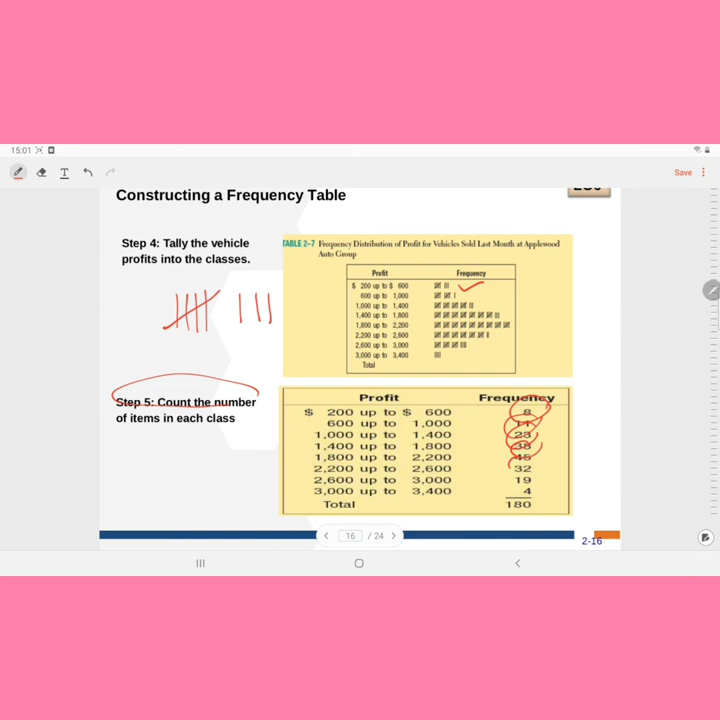 15:01
Save
Constructing a Frequency Table
Step 4: Tally the vehicle
profits into the classes.
TABLE 2–7 Frequency Distribution of Profit for Vehicles Sold Last Month at Applewood
Auto Group
Profit Frequency
$ 200 up to $ 600
600 up to 1,000
1,000 up to 1,400
1,400 up to 1,800
1,800 up to 2,200
2,200 up to 2,600
2,600 up to 3,000
3,000 up to 3,400
Total
Step 5: Count the number
of items in each class
Profit Frequency
$ 200 up to $ 600 8
600 up to 1,000 11
1,000 up to 1,400 23
1,400 up to 1,800 38
1,800 up to 2,200 45
2,200 up to 2,600 32
2,600 up to 3,000 19
3,000 up to 3,400 4
Total 180
16 / 24
2-16